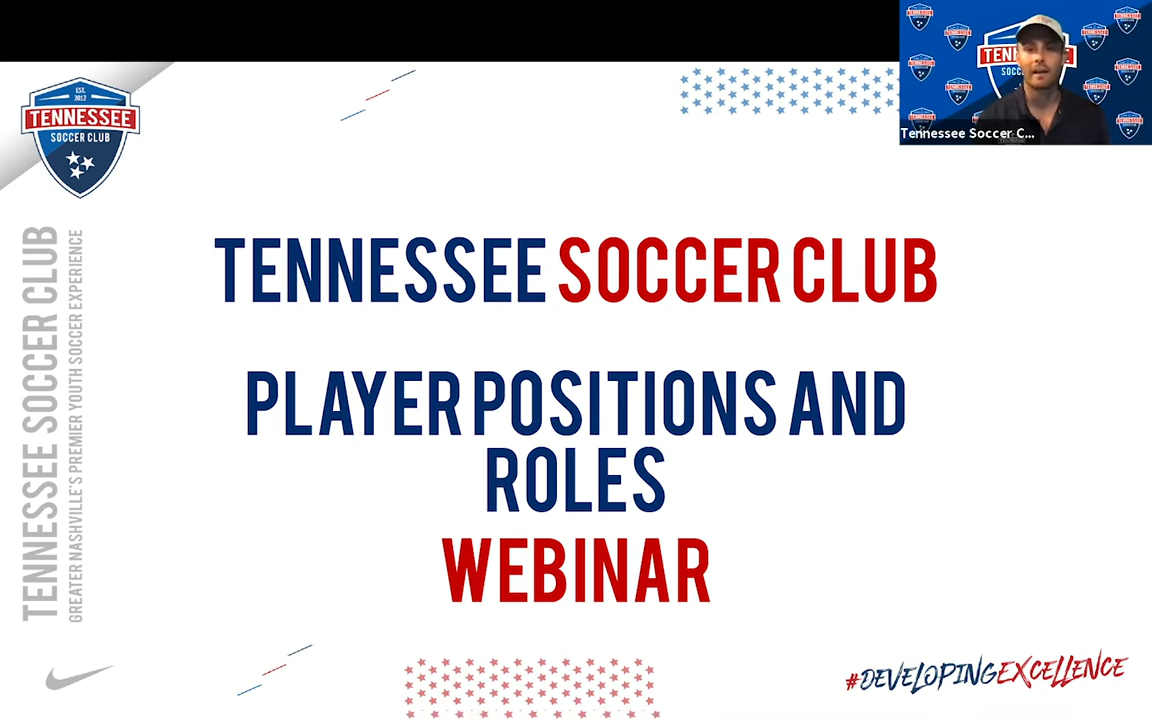 EST.
2012
TENNESSEE
SOCCER CLUB
Tennessee Soccer C...
TENNESSEE SOCCER CLUB
GREATER NASHVILLE'S PREMIER YOUTH SOCCER EXPERIENCE
TENNESSEE SOCCER CLUB
PLAYER POSITIONS AND
ROLES
WEBINAR
#DEVELOPINGEXCELLENCE